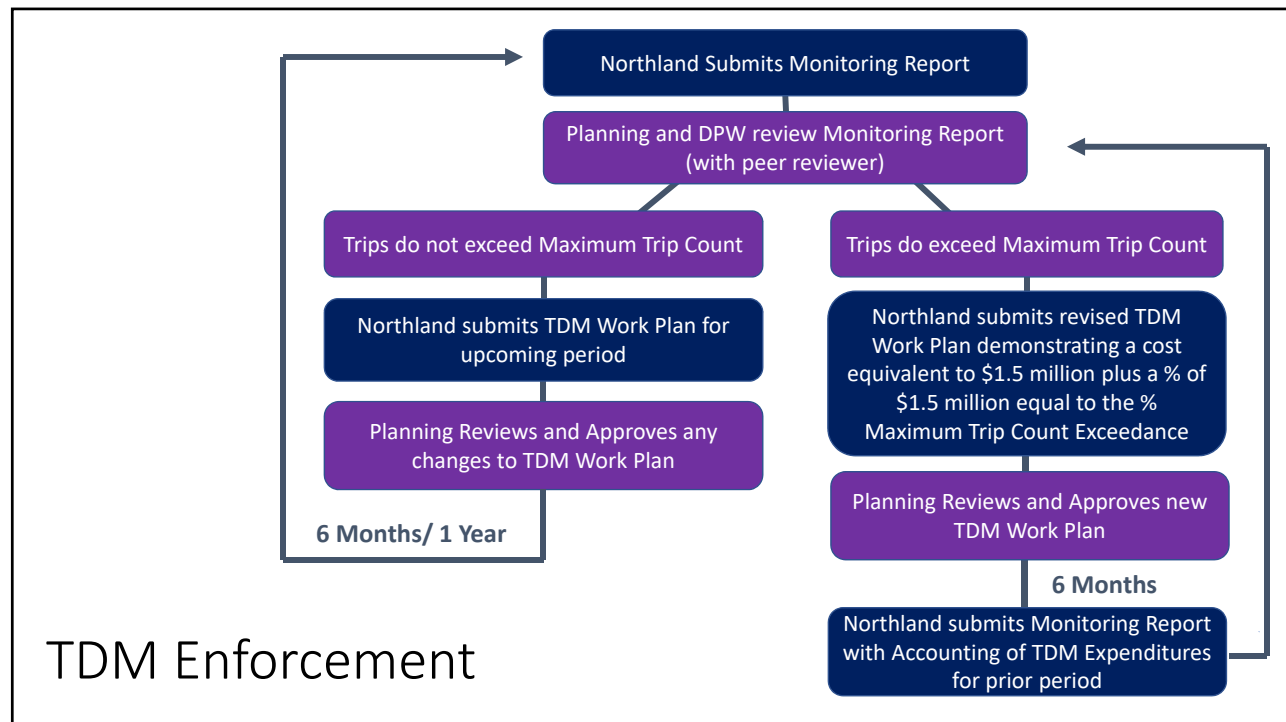 Northland Submits Monitoring Report
Planning and DPW review Monitoring Report
(with peer reviewer)
Trips do not exceed Maximum Trip Count
Northland submits TDM Work Plan for
upcoming period
Planning Reviews and Approves any
changes to TDM Work Plan
6 Months/ 1 Year
Trips do exceed Maximum Trip Count
Northland submits revised TDM
Work Plan demonstrating a cost
equivalent to $1.5 million plus a % of
$1.5 million equal to the %
Maximum Trip Count Exceedance
Planning Reviews and Approves new
TDM Work Plan
6 Months
Northland submits Monitoring Report
with Accounting of TDM Expenditures
for prior period
TDM Enforcement